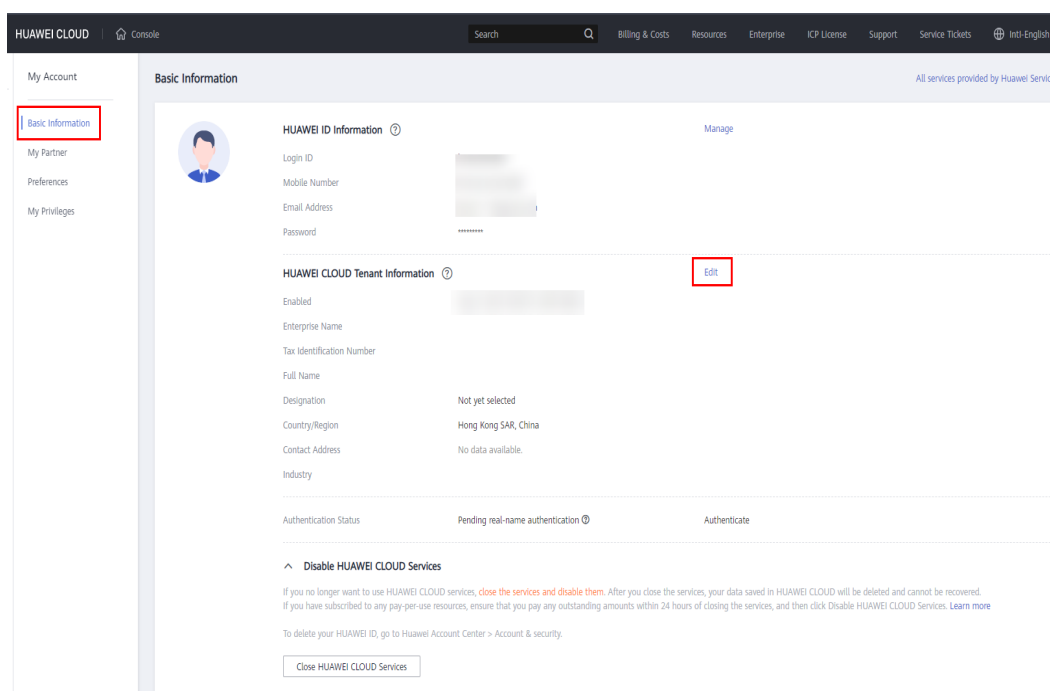 HUAWEI CLOUD Console Search Billing & Costs Resources Enterprise ICP License Support Service Tickets Intl-English
My Account
Basic Information
My Partner
Preferences
My Privileges
Basic Information All services provided by Huawei Servic
HUAWEI ID Information ? Manage
Login ID
Mobile Number
Email Address
Password *********
HUAWEI CLOUD Tenant Information ? Edit
Enabled
Enterprise Name
Tax Identification Number
Full Name
Designation Not yet selected
Country/Region Hong Kong SAR, China
Contact Address No data available.
Industry
Authentication Status Pending real-name authentication ? Authenticate
Disable HUAWEI CLOUD Services
If you no longer want to use HUAWEI CLOUD services, close the services and disable them. After you close the services, your data saved in HUAWEI CLOUD will be deleted and cannot be recovered.
If you have subscribed to any pay-per-use resources, ensure that you pay any outstanding amounts within 24 hours of closing the services, and then click Disable HUAWEI CLOUD Services. Learn more
To delete your HUAWEI ID, go to Huawei Account Center > Account & security.
Close HUAWEI CLOUD Services